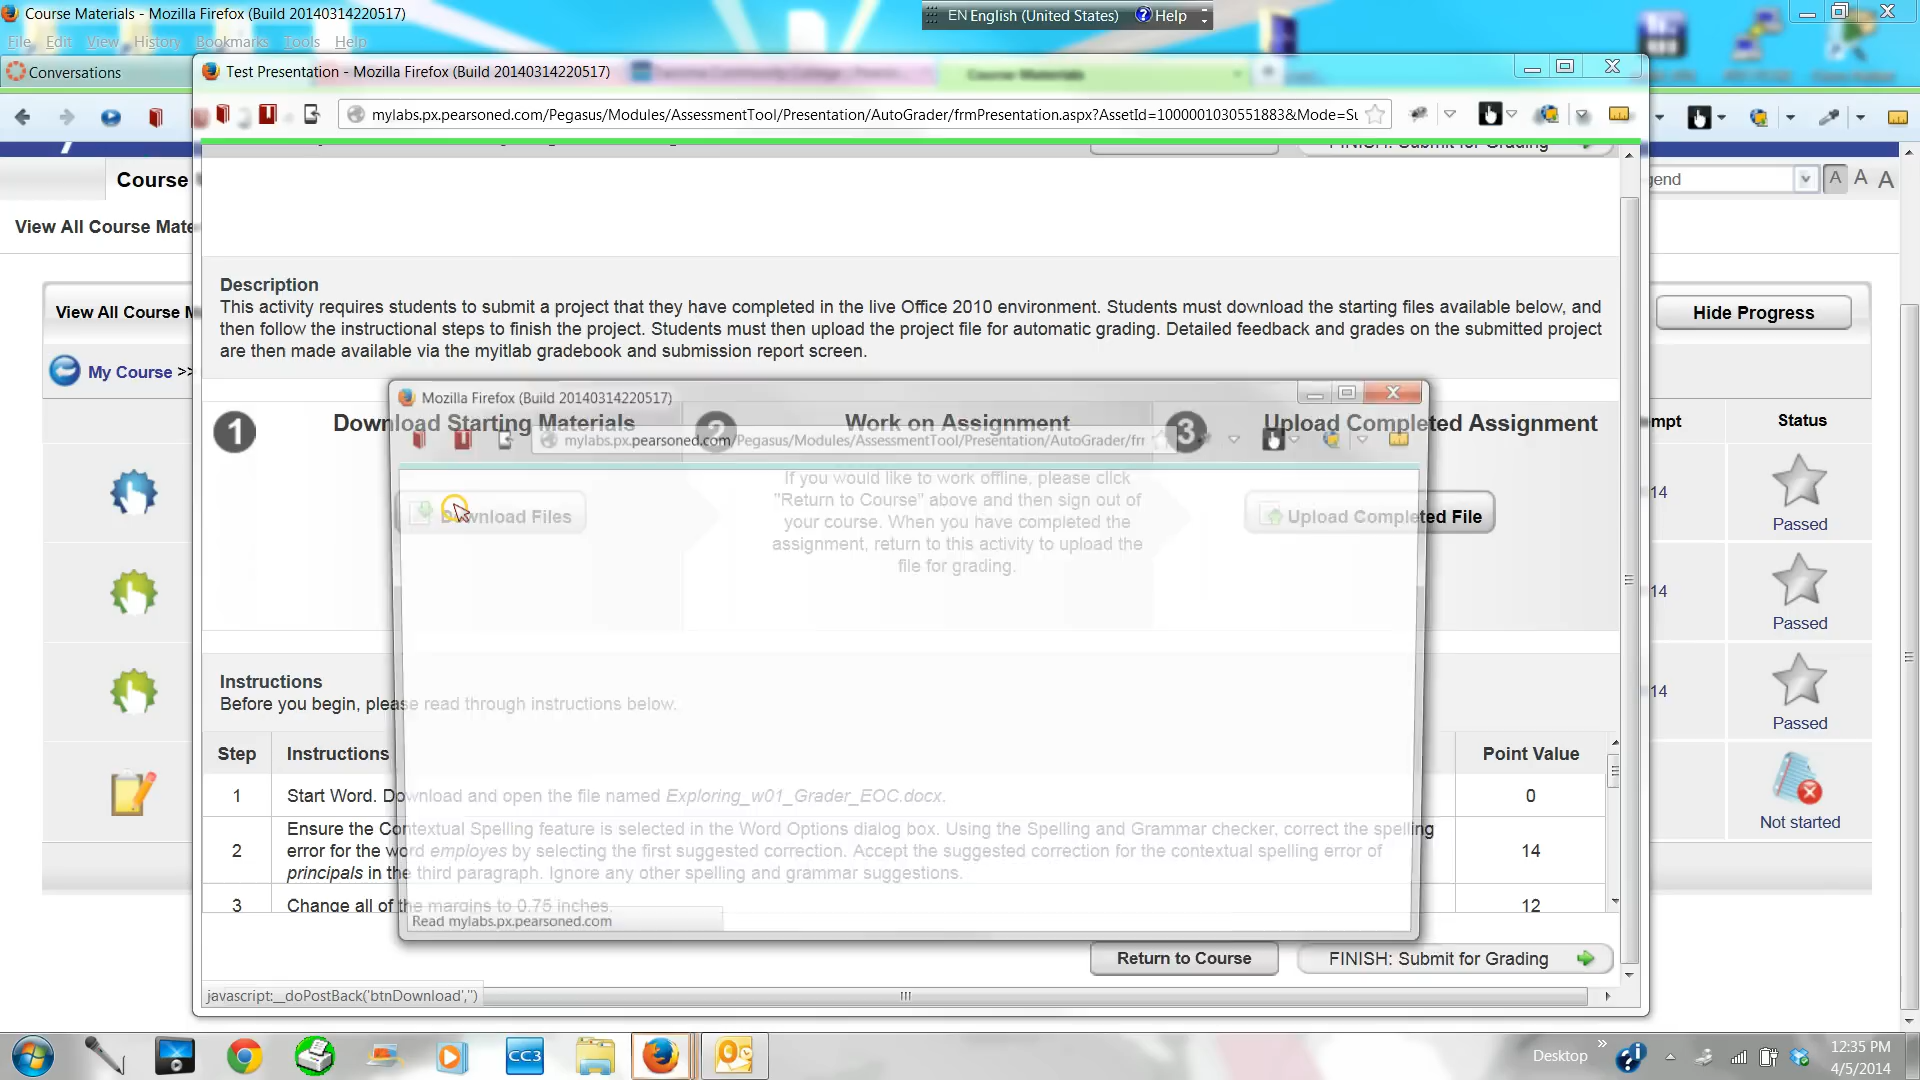 Course Materials - Mozilla Firefox (Build 20140314220517)
EN English (United States) Help
File Edit View History Bookmarks Tools Help
Conversations
Test Presentation - Mozilla Firefox (Build 20140314220517)
Course Materials
mylabs.px.pearsoned.com/Pegasus/Modules/AssessmentTool/Presentation/AutoGrader/frmPresentation.aspx?AssetId=1000001030551883&Mode=Su
FINISH: Submit for Grading
Course
gend
A A A
View All Course Mate
Description
This activity requires students to submit a project that they have completed in the live Office 2010 environment. Students must download the starting files available below, and
then follow the instructional steps to finish the project. Students must then upload the project file for automatic grading. Detailed feedback and grades on the submitted project
are then made available via the myitlab gradebook and submission report screen.
View All Course M
Hide Progress
My Course >>
Mozilla Firefox (Build 20140314220517)
1 Download Starting Materials
2 Work on Assignment
3 Upload Completed Assignment
mpt
Status
mylabs.px.pearsoned.com/Pegasus/Modules/AssessmentTool/Presentation/AutoGrader/frr
If you would like to work offline, please click
"Return to Course" above and then sign out of
your course. When you have completed the
assignment, return to this activity to upload the
file for grading.
Download Files
Upload Completed File
14
Passed
14
Passed
14
Passed
Not started
Instructions
Before you begin, please read through instructions below.
Step Instructions Point Value
1 Start Word. Download and open the file named Exploring_w01_Grader_EOC.docx. 0
2 Ensure the Contextual Spelling feature is selected in the Word Options dialog box. Using the Spelling and Grammar checker, correct the spelling
error for the word employes by selecting the first suggested correction. Accept the suggested correction for the contextual spelling error of
principals in the third paragraph. Ignore any other spelling and grammar suggestions.
14
3 Change all of the margins to 0.75 inches. 12
Read mylabs.px.pearsoned.com
Return to Course
FINISH: Submit for Grading
javascript:__doPostBack('btnDownload','')
CC3
Desktop
12:35 PM
4/5/2014